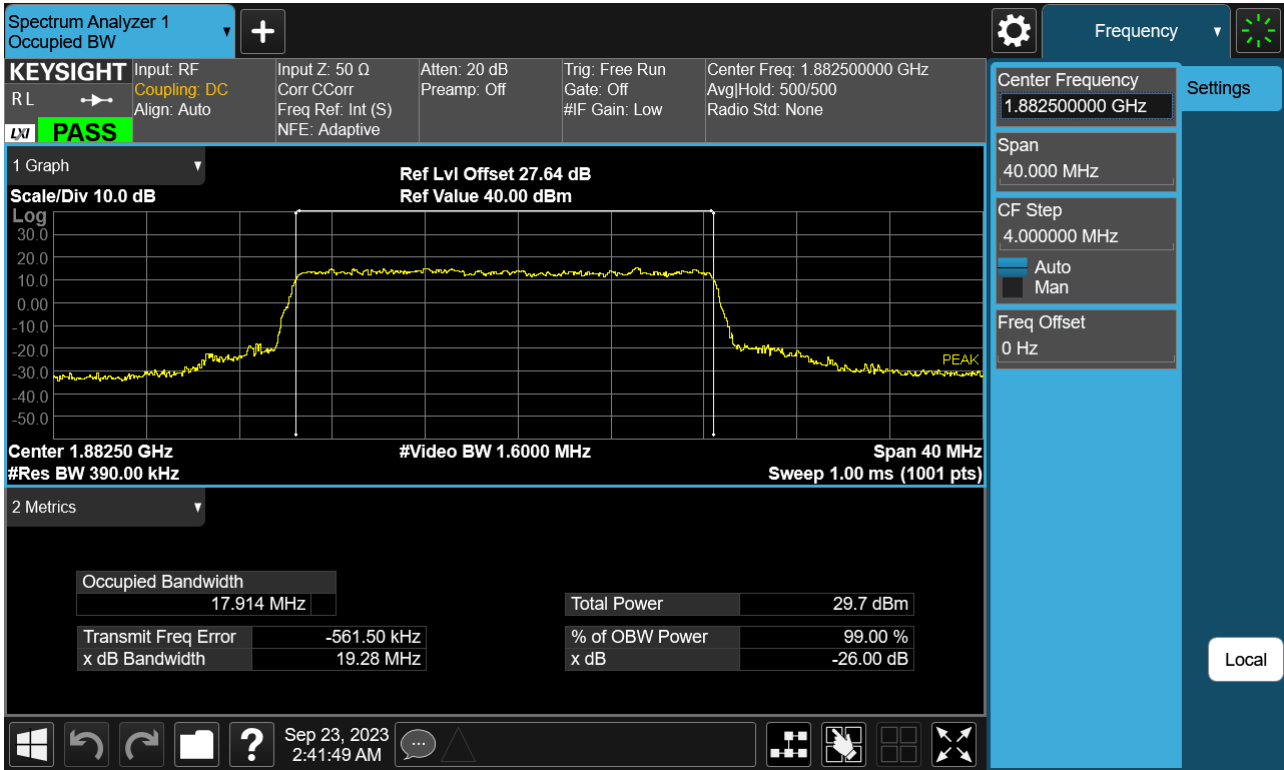 Spectrum Analyzer 1
Occupied BW
Frequency
KEYSIGHT
R L
LXI PASS
Input: RF
Coupling: DC
Align: Auto
Input Z: 50 Ω
Corr CCorr
Freq Ref: Int (S)
NFE: Adaptive
Atten: 20 dB
Preamp: Off
Trig: Free Run
Gate: Off
#IF Gain: Low
Center Freq: 1.882500000 GHz
Avg|Hold: 500/500
Radio Std: None
Center Frequency
1.882500000 GHz
Settings
Span
40.000 MHz
CF Step
4.000000 MHz
Auto
Man
Freq Offset
0 Hz
1 Graph
Ref Lvl Offset 27.64 dB
Scale/Div 10.0 dB
Ref Value 40.00 dBm
Log
30.0
20.0
10.0
0.00
-10.0
-20.0
-30.0
-40.0
-50.0
PEAK
Center 1.88250 GHz
#Video BW 1.6000 MHz
Span 40 MHz
#Res BW 390.00 kHz
Sweep 1.00 ms (1001 pts)
2 Metrics
Occupied Bandwidth
17.914 MHz
Total Power 29.7 dBm
Transmit Freq Error -561.50 kHz
% of OBW Power 99.00 %
x dB Bandwidth 19.28 MHz
x dB -26.00 dB
Local
?
Sep 23, 2023
2:41:49 AM